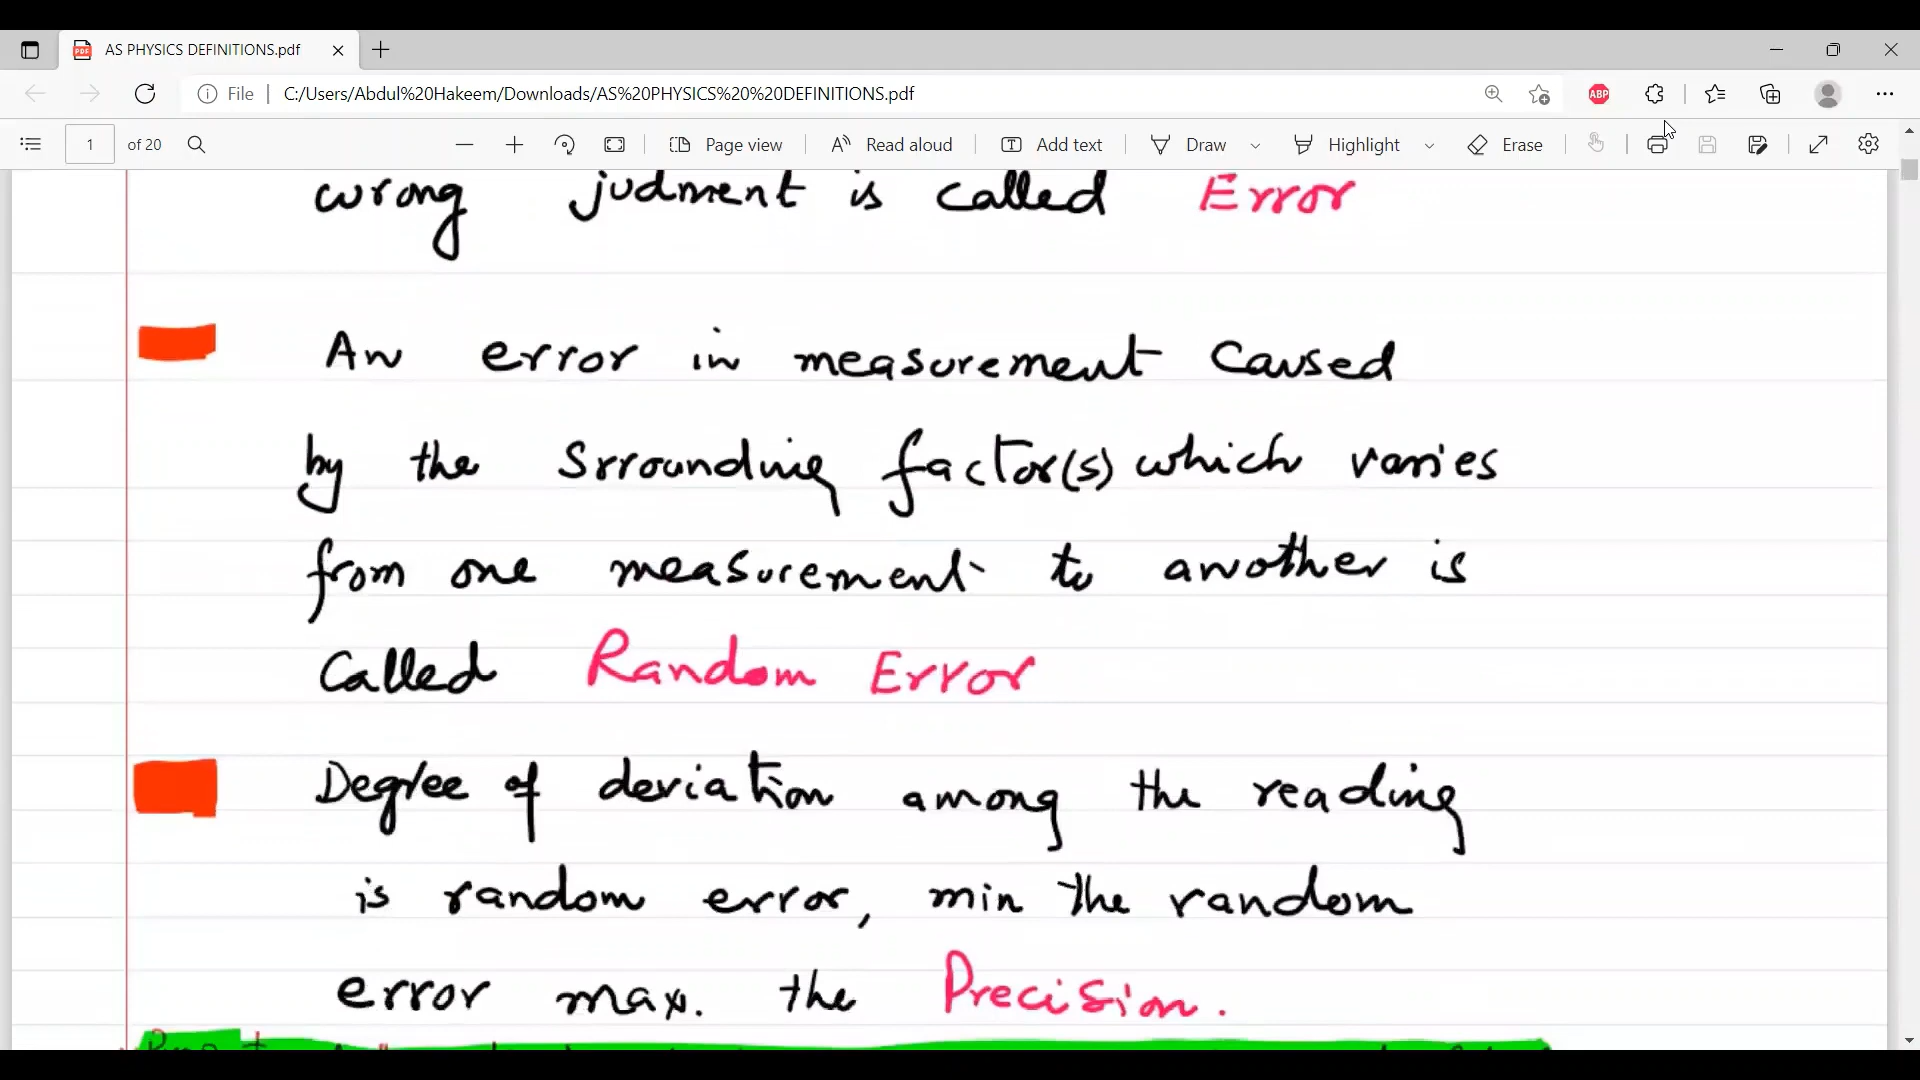 AS PHYSICS DEFINITIONS.pdf
File C:/Users/Abdul%20Hakeem/Downloads/AS%20PHYSICS%20%20DEFINITIONS.pdf
ABP
1 of 20 Page view Read aloud Add text Draw Highlight Erase
wrong judment is called Error
An error in measurement caused
by the Srrounding factor(s) which varies
from one measurement to another is
Called Random Error
Degree of deviation among the reading
is random error, min the random
error max. the Precision.